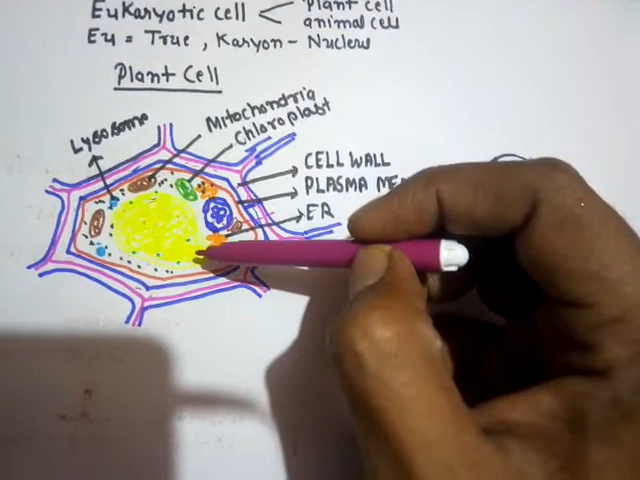 Eukaryotic cell < Plant cell
animal cell
Eu = True, Karyon - Nucleus
Plant Cell
Lysosome
Mitochondria
Chloroplast
CELL WALL
PLASMA ME
ER